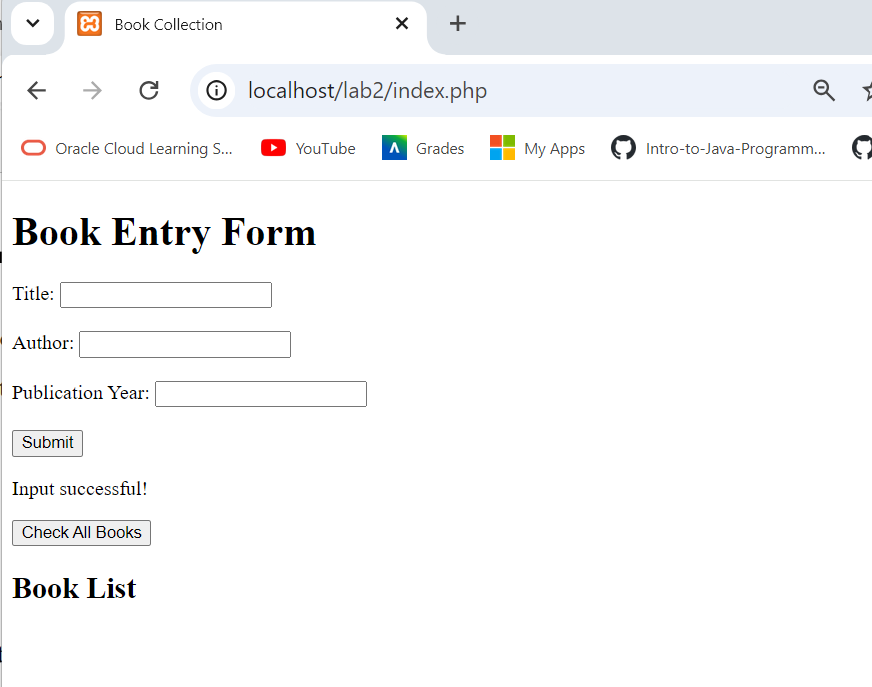 Book Collection
localhost/lab2/index.php
Oracle Cloud Learning S... YouTube Grades My Apps Intro-to-Java-Programm...
Book Entry Form
Title:
Author:
Publication Year:
Submit
Input successful!
Check All Books
Book List